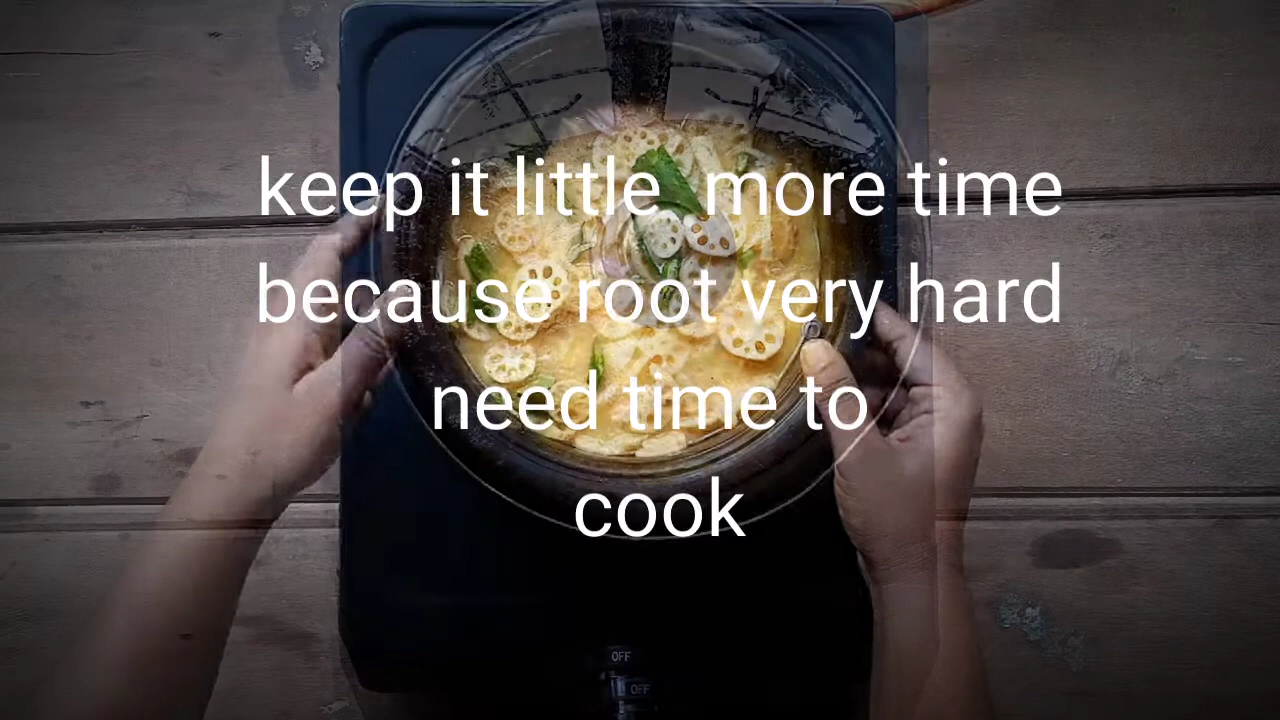 keep it little  more time
because root very hard
need time to
cook
OFF
OFF